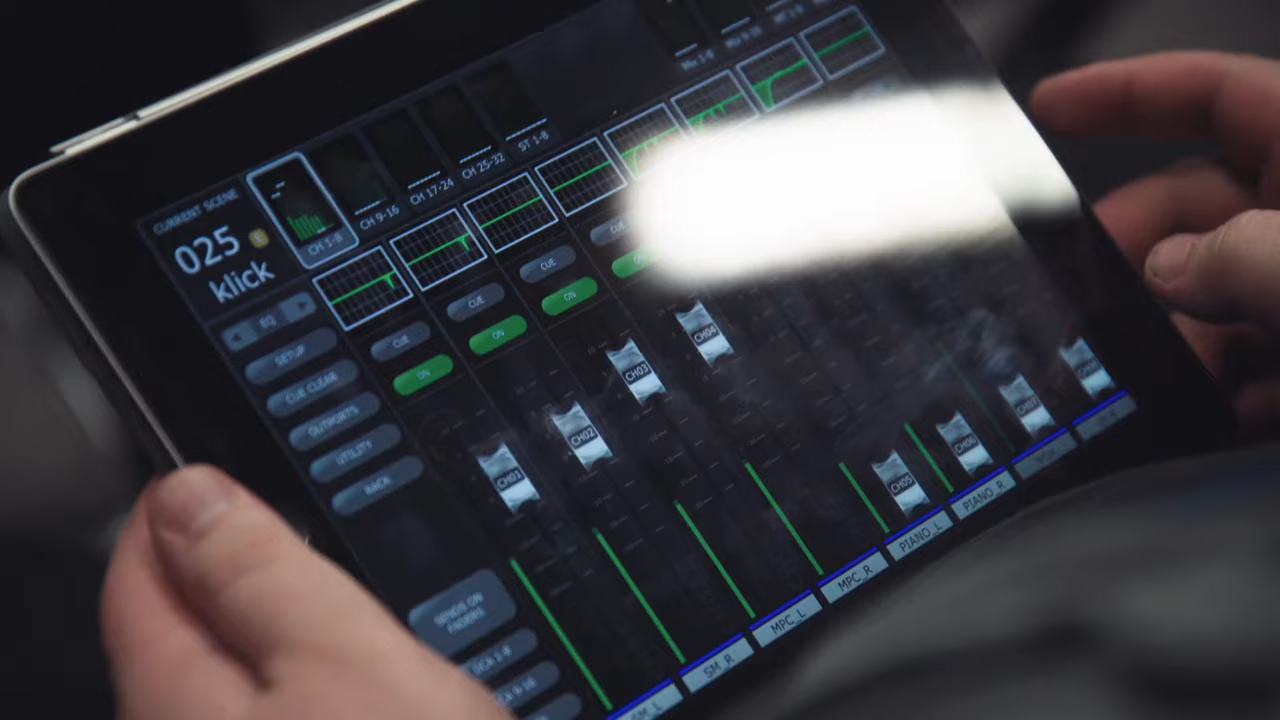 CURRENT SCENE
025
klick
CH 1-8
CH 9-16
CH 17-24
CH 25-32
ST 1-8
EQ
SETUP
CUE CLEAR
OUTPORTS
UTILITY
RACK
CUE
ON
CUE
ON
CUE
ON
CH01
CH02
CH03
CH04
CH05
CH06
CH07
SENDS ON
FADERS
SM_L
SM_R
MPC_L
MPC_R
PIANO_L
PIANO_R